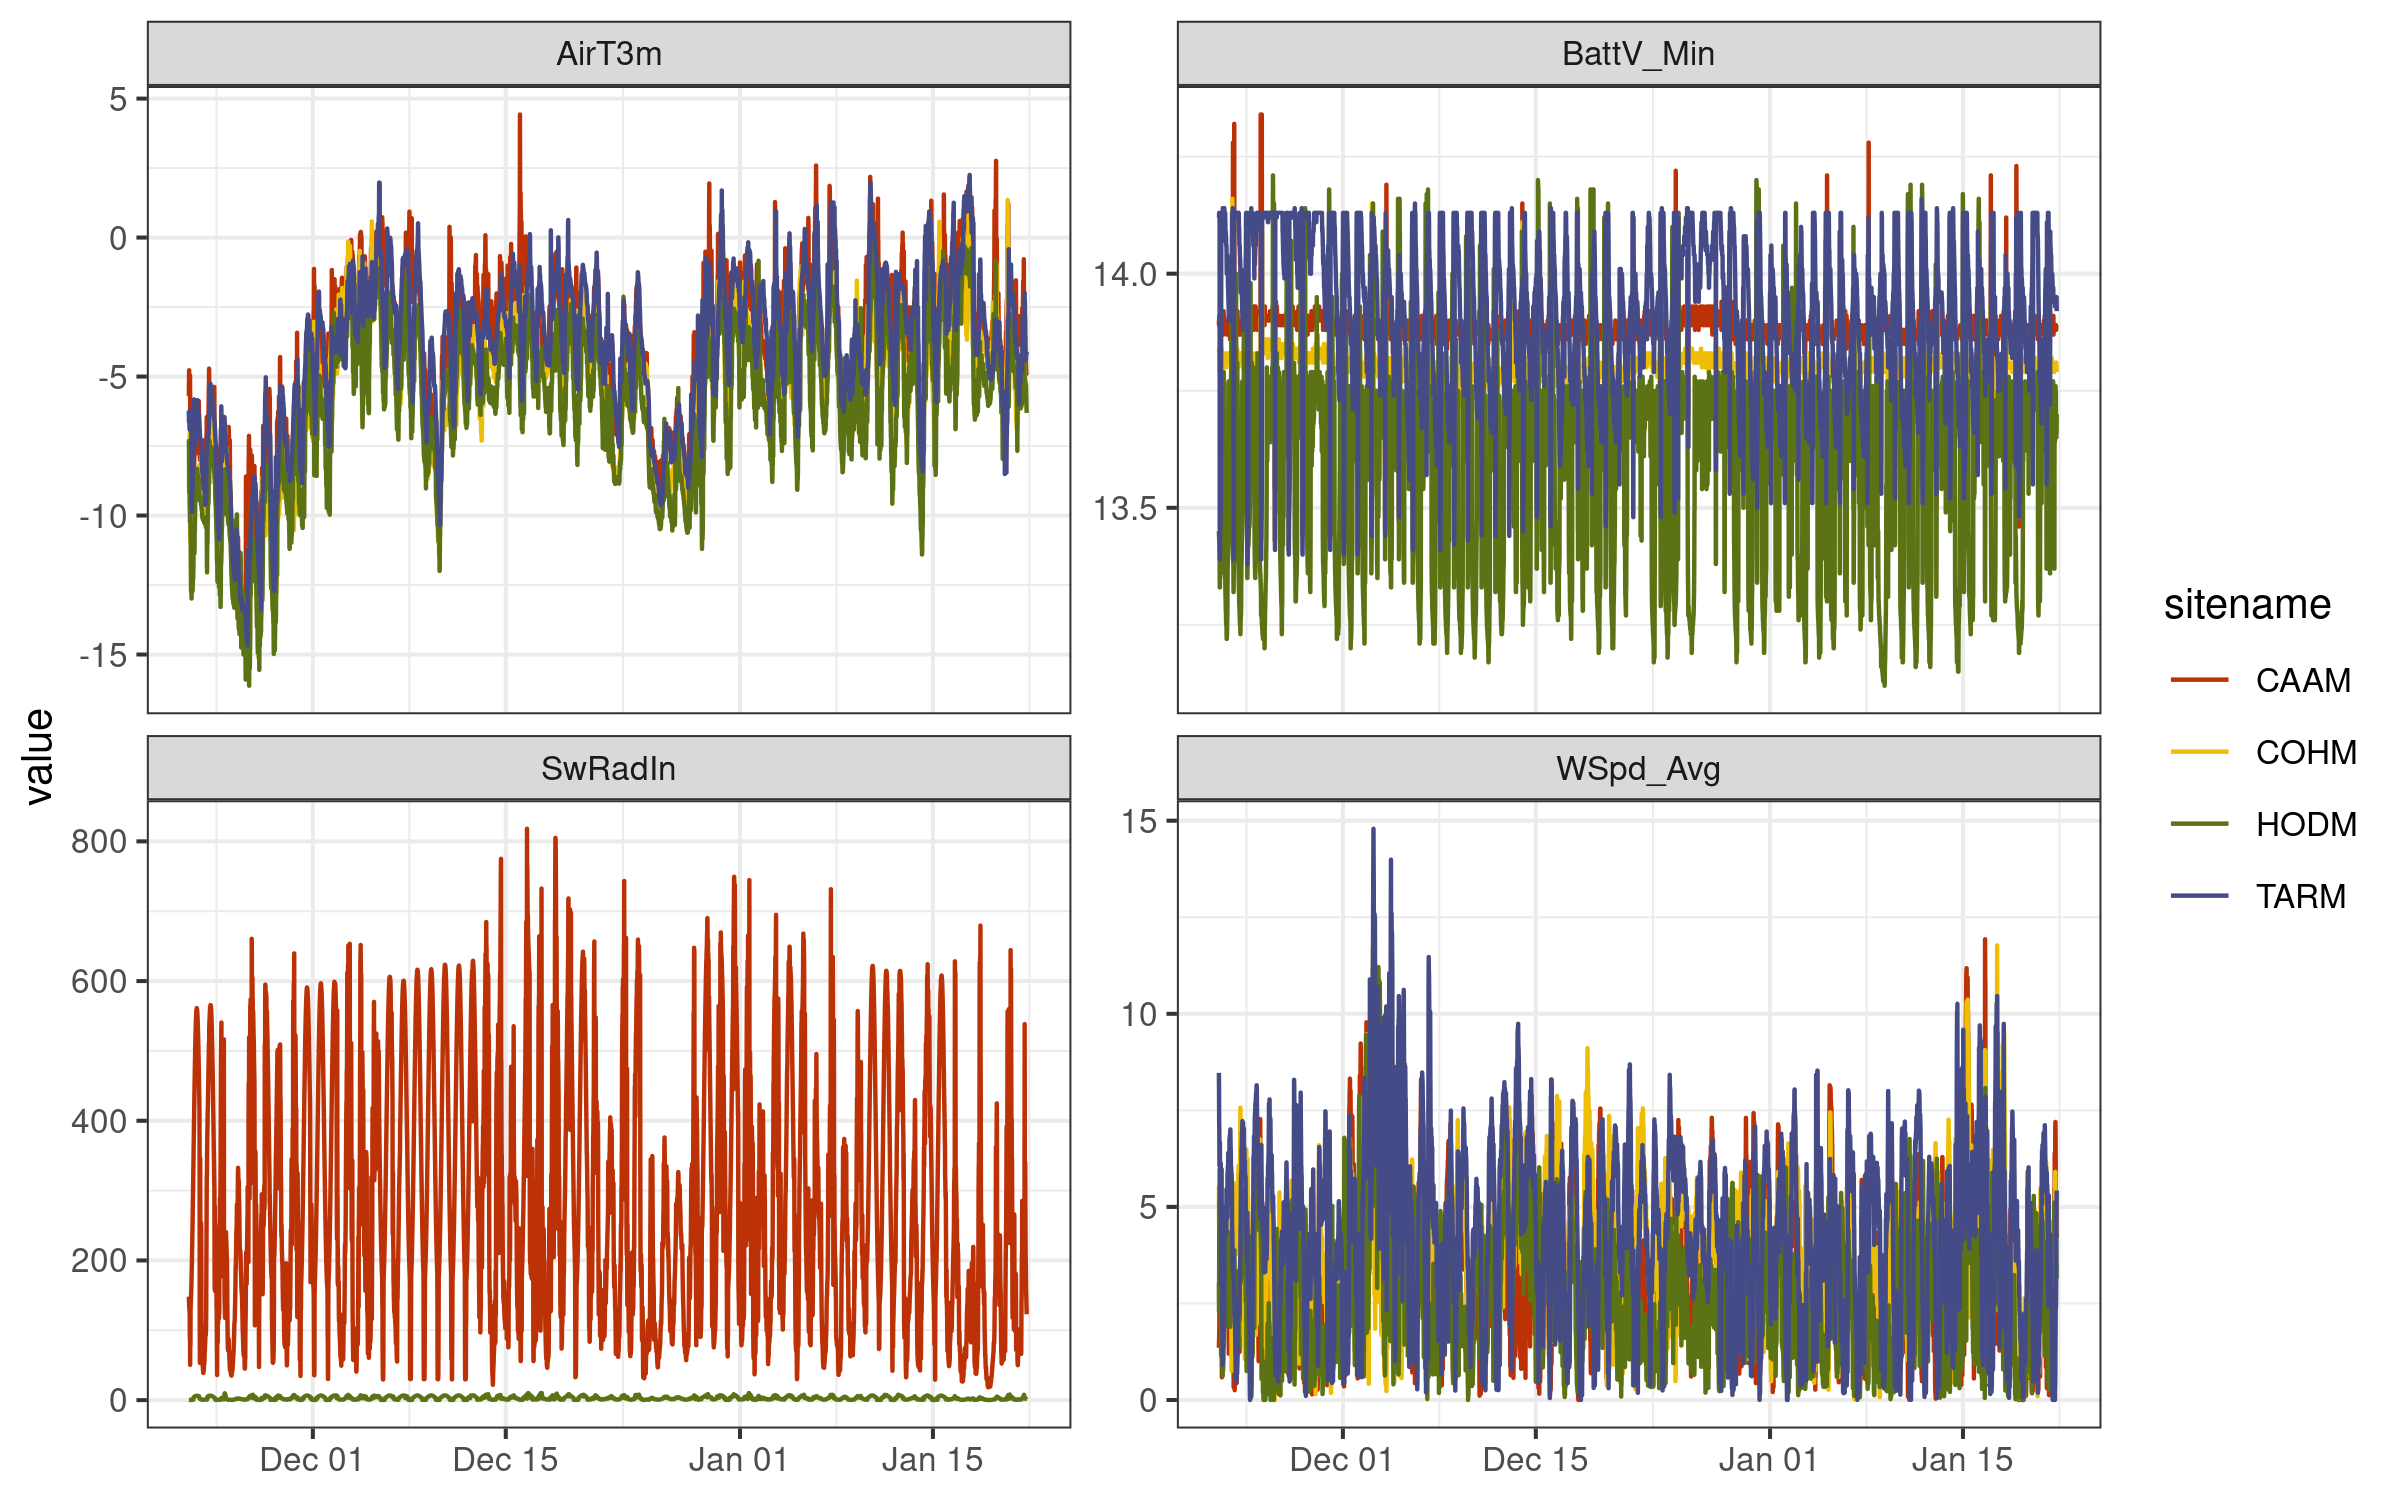 AirT3m
BattV_Min
5
0
-5
-10
-15
14.0
13.5
value
SwRadIn
WSpd_Avg
800
600
400
200
0
15
10
5
0
Dec 01 Dec 15 Jan 01 Jan 15
Dec 01 Dec 15 Jan 01 Jan 15
sitename
CAAM
COHM
HODM
TARM